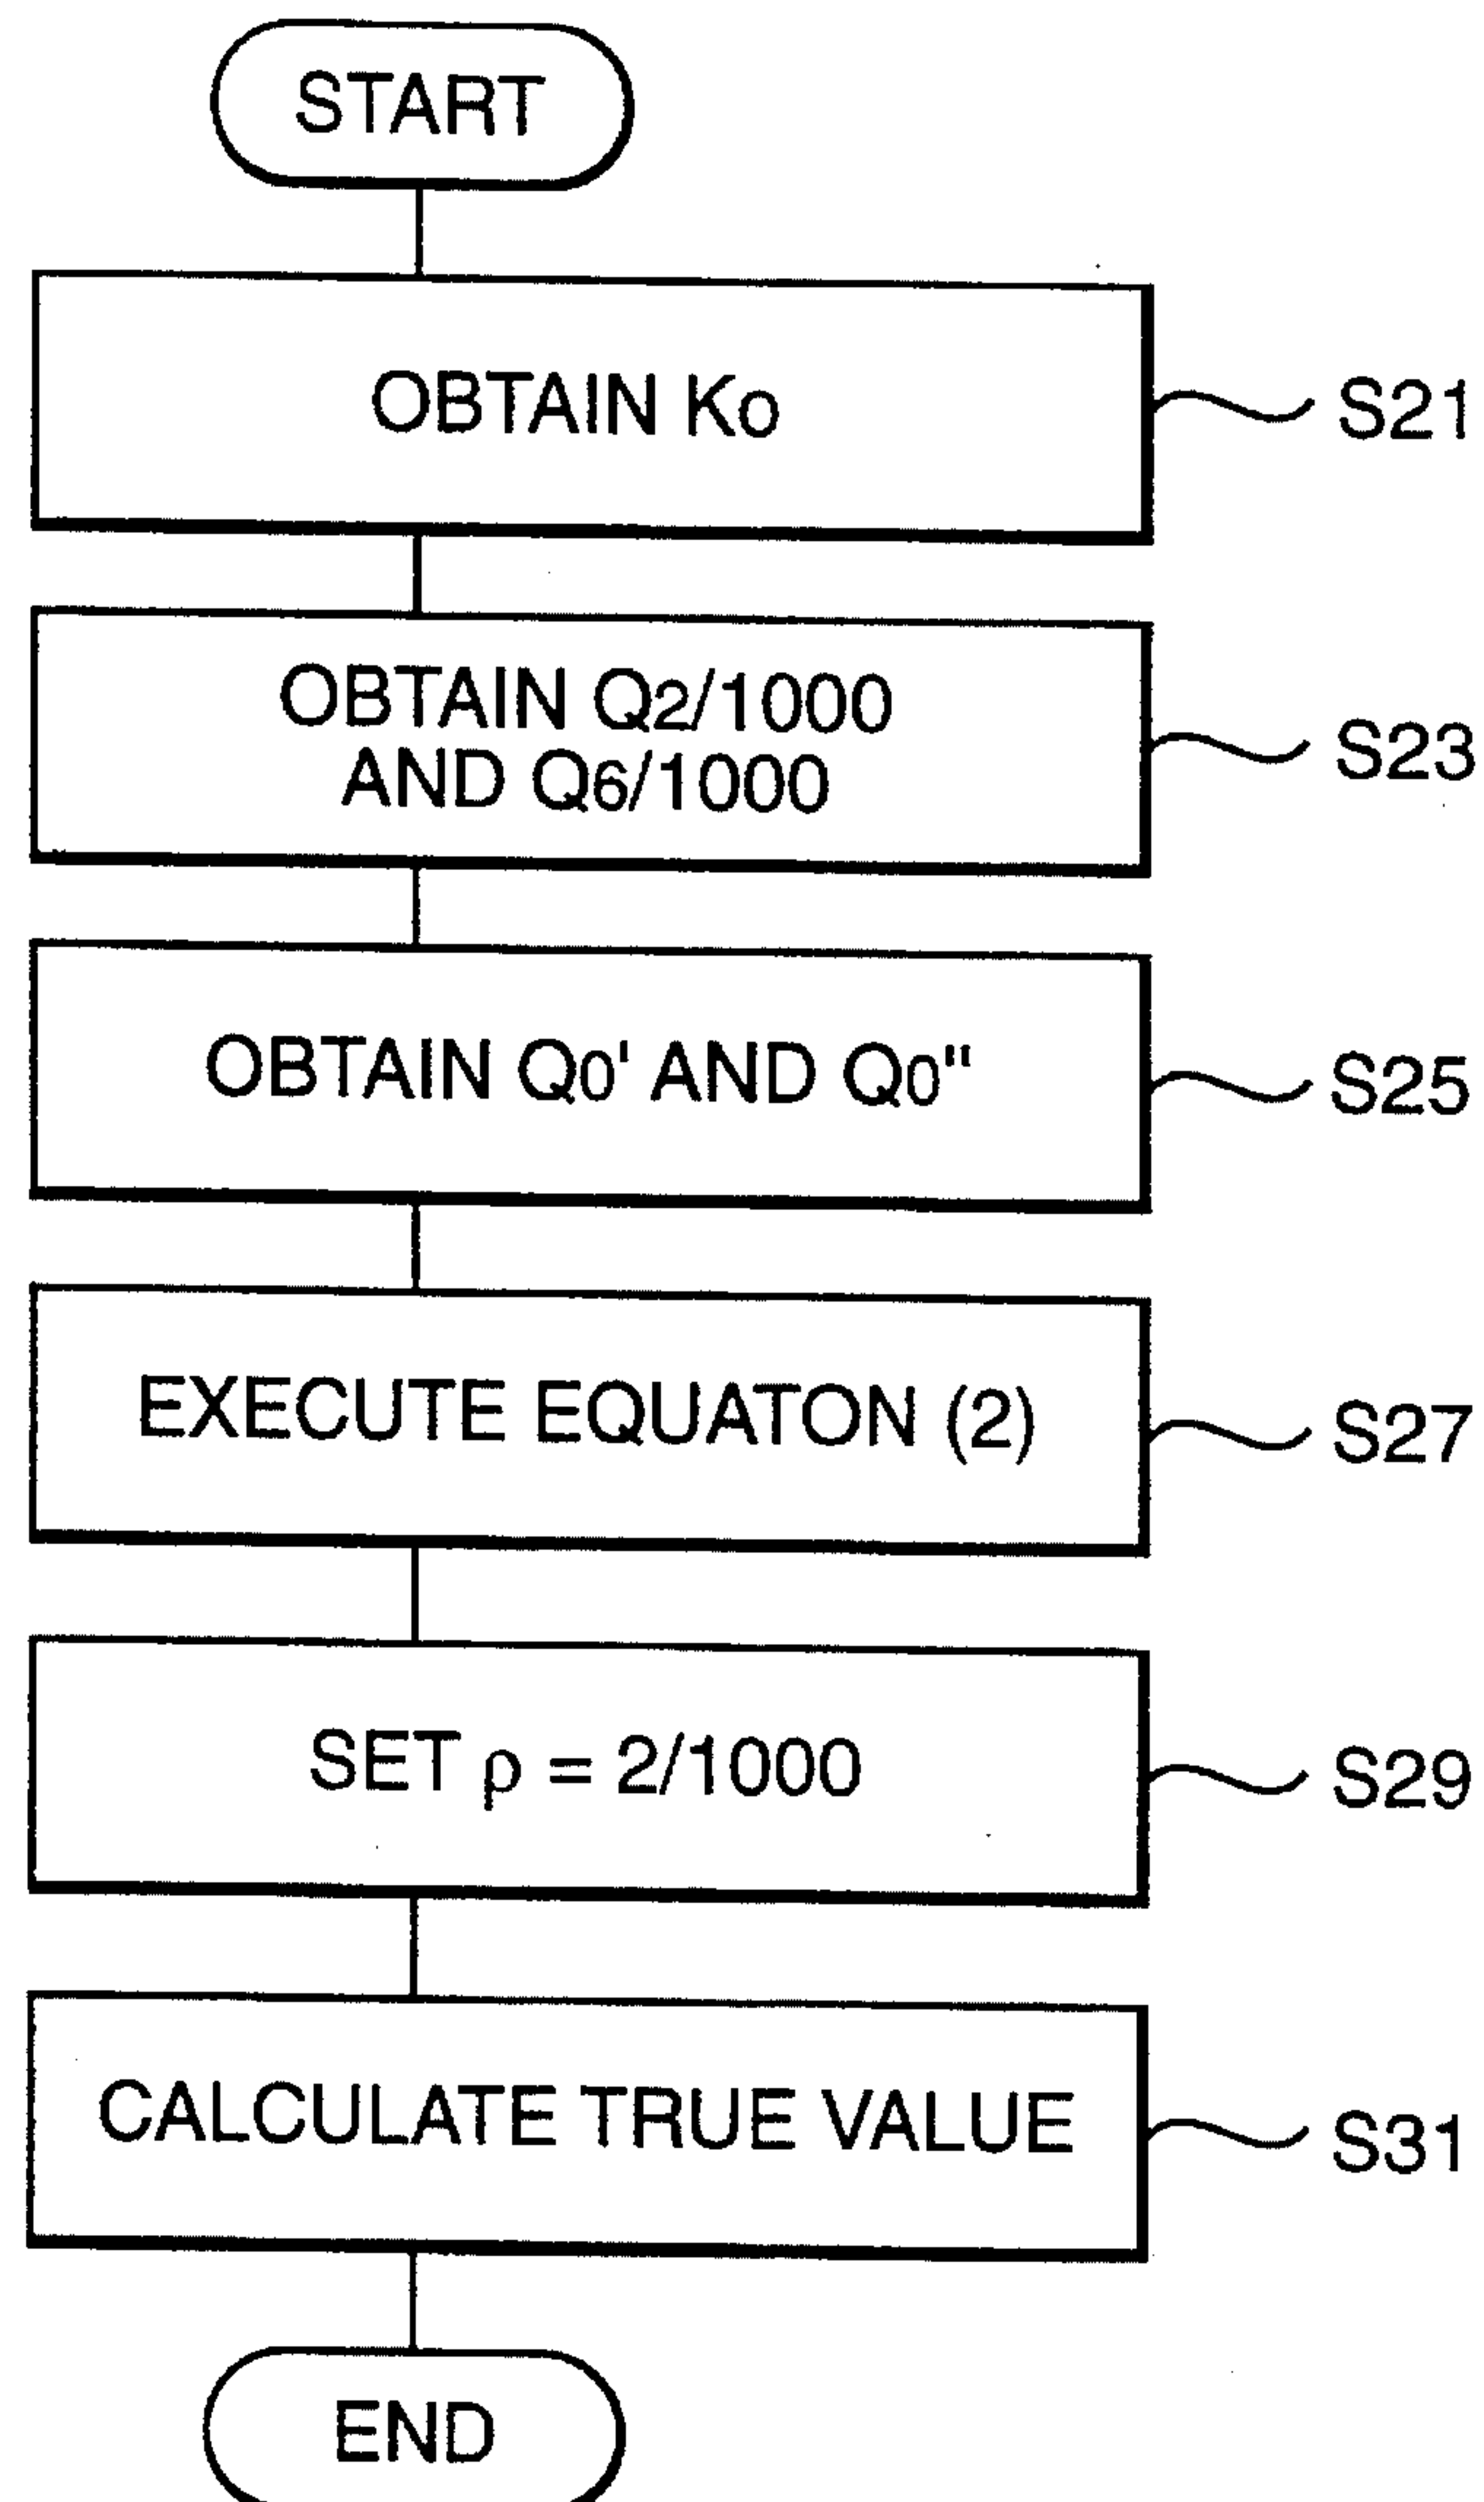 START
OBTAIN Ko
S21
OBTAIN Q2/1000
AND Q6/1000
S23
OBTAIN Q0' AND Q0"
S25
EXECUTE EQUATON (2)
S27
SET ρ = 2/1000
S29
CALCULATE TRUE VALUE
S31
END